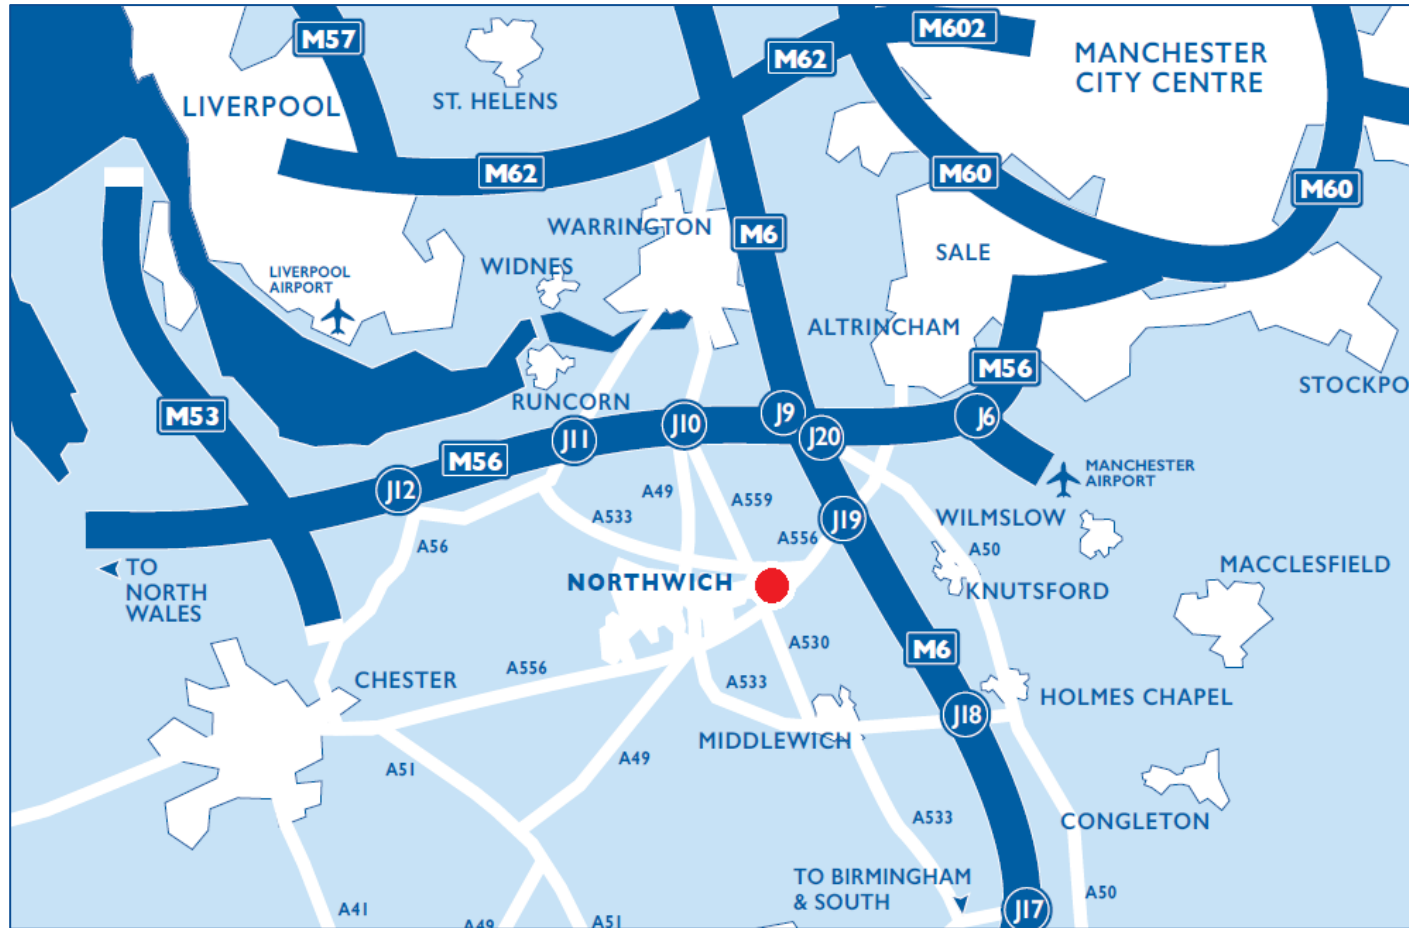 M57
M602
M62
MANCHESTER
CITY CENTRE
ST. HELENS
LIVERPOOL
M62
M60
M60
WARRINGTON
M6
SALE
WIDNES
LIVERPOOL
AIRPORT
ALTRINCHAM
M56
STOCKPO
RUNCORN
M53
J9
J6
J10
J11
J20
M56
MANCHESTER
AIRPORT
J12
A49
A559
A533
J19
WILMSLOW
A56
A556
A50
TO
NORTH
WALES
NORTHWICH
KNUTSFORD
MACCLESFIELD
A530
M6
A556
CHESTER
A533
HOLMES CHAPEL
J18
MIDDLEWICH
A49
A51
A533
CONGLETON
TO BIRMINGHAM
& SOUTH
A50
A41
J17
A49
A51